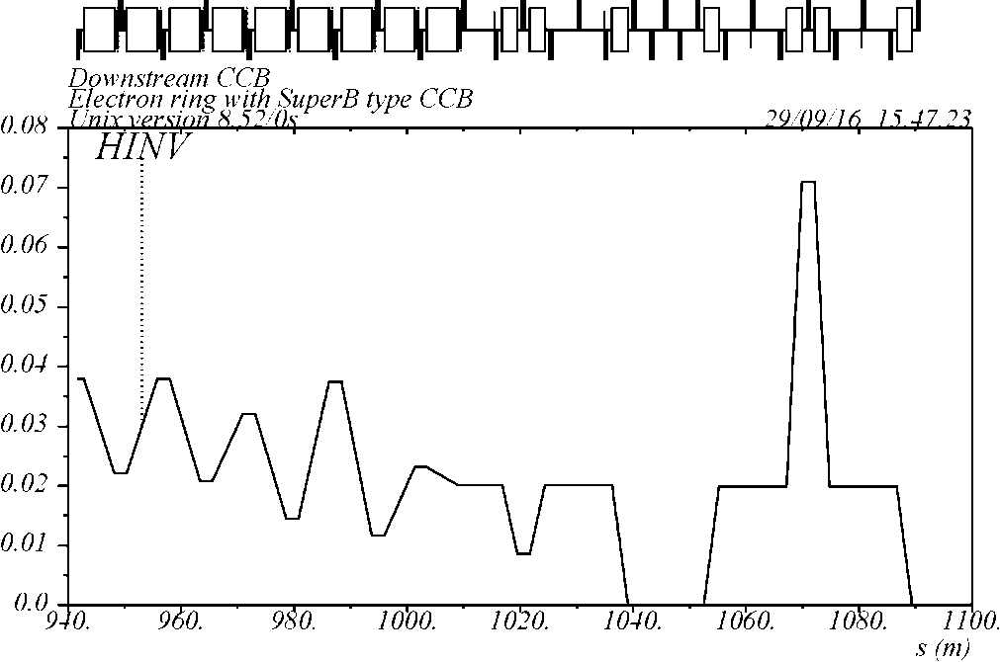 Downstream CCB
Electron ring with SuperB type CCB
Unix version 8.52/0s 29/09/16 15.47.23
0.08
HINV
0.07
0.06
0.05
0.04
0.03
0.02
0.01
0.0
940. 960. 980. 1000. 1020. 1040. 1060. 1080. 1100.
s (m)